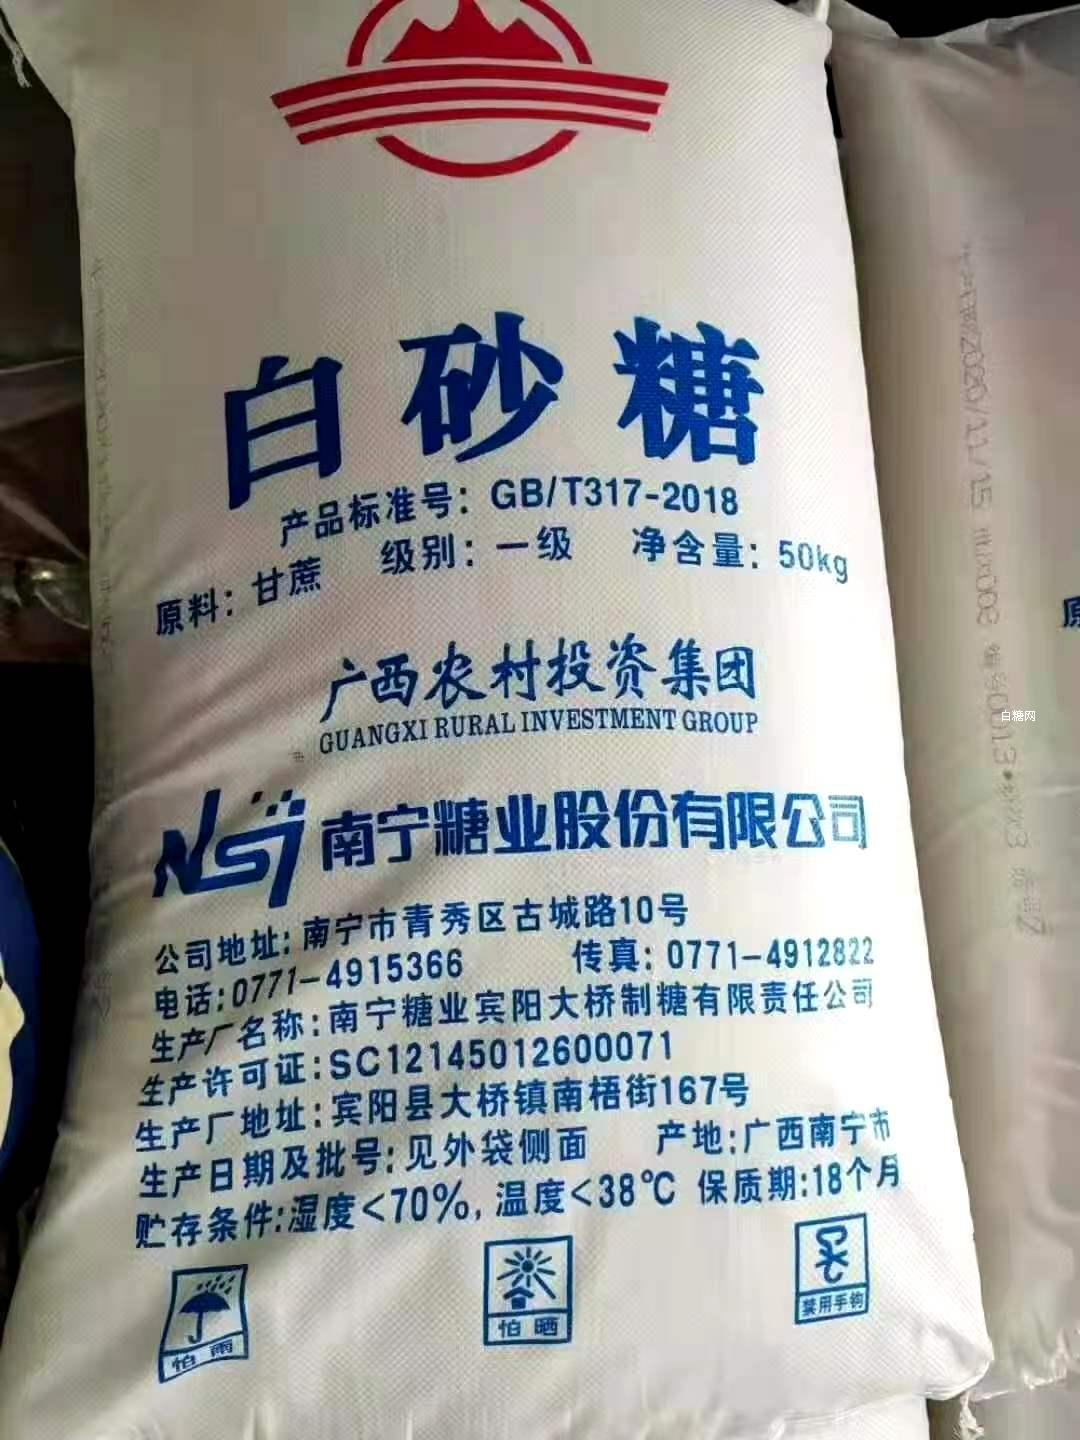 白砂糖
产品标准号：GB/T317-2018
原料：甘蔗 级别：一级 净含量：50kg
广西农村投资集团
GUANGXI RURAL INVESTMENT GROUP
NSY 南宁糖业股份有限公司
公司地址：南宁市青秀区古城路10号
电话：0771-4915366 传真：0771-4912822
生产厂名称：南宁糖业宾阳大桥制糖有限责任公司
生产许可证：SC12145012600071
生产厂地址：宾阳县大桥镇南梧街167号
生产日期及批号：见外袋侧面 产地：广西南宁市
贮存条件：湿度<70%，温度<38℃ 保质期：18个月
怕雨
怕晒
禁用手钩
2020/11/15
白糖网
原